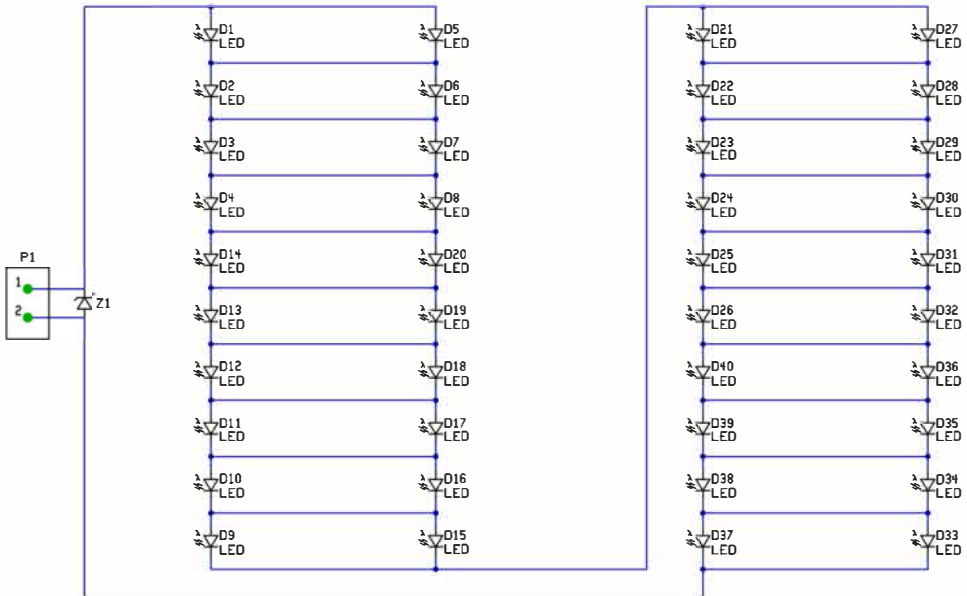 D1
LED
D5
LED
D21
LED
D27
LED
D2
LED
D6
LED
D22
LED
D28
LED
D3
LED
D7
LED
D23
LED
D29
LED
D4
LED
D8
LED
D24
LED
D30
LED
D14
LED
D20
LED
D25
LED
D31
LED
P1
1
2
Z1
D13
LED
D19
LED
D26
LED
D32
LED
D12
LED
D18
LED
D40
LED
D36
LED
D11
LED
D17
LED
D39
LED
D35
LED
D10
LED
D16
LED
D38
LED
D34
LED
D9
LED
D15
LED
D37
LED
D33
LED